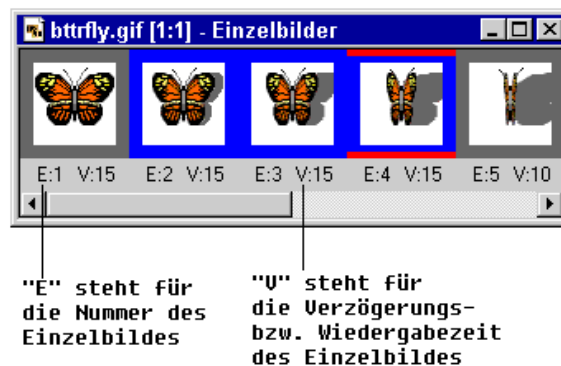 bttrfly.gif [1:1] - Einzelbilder
E:1 V:15 E:2 V:15 E:3 V:15 E:4 V:15 E:5 V:10
"E" steht für
die Nummer des
Einzelbildes
"V" steht für
die Verzögerungs-
bzw. Wiedergabezeit
des Einzelbildes